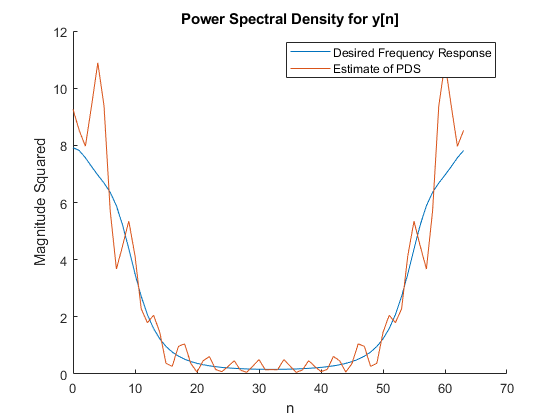 Power Spectral Density for y[n]
Desired Frequency Response
Estimate of PDS
Magnitude Squared
12
10
8
6
4
2
0
0 10 20 30 40 50 60 70
n